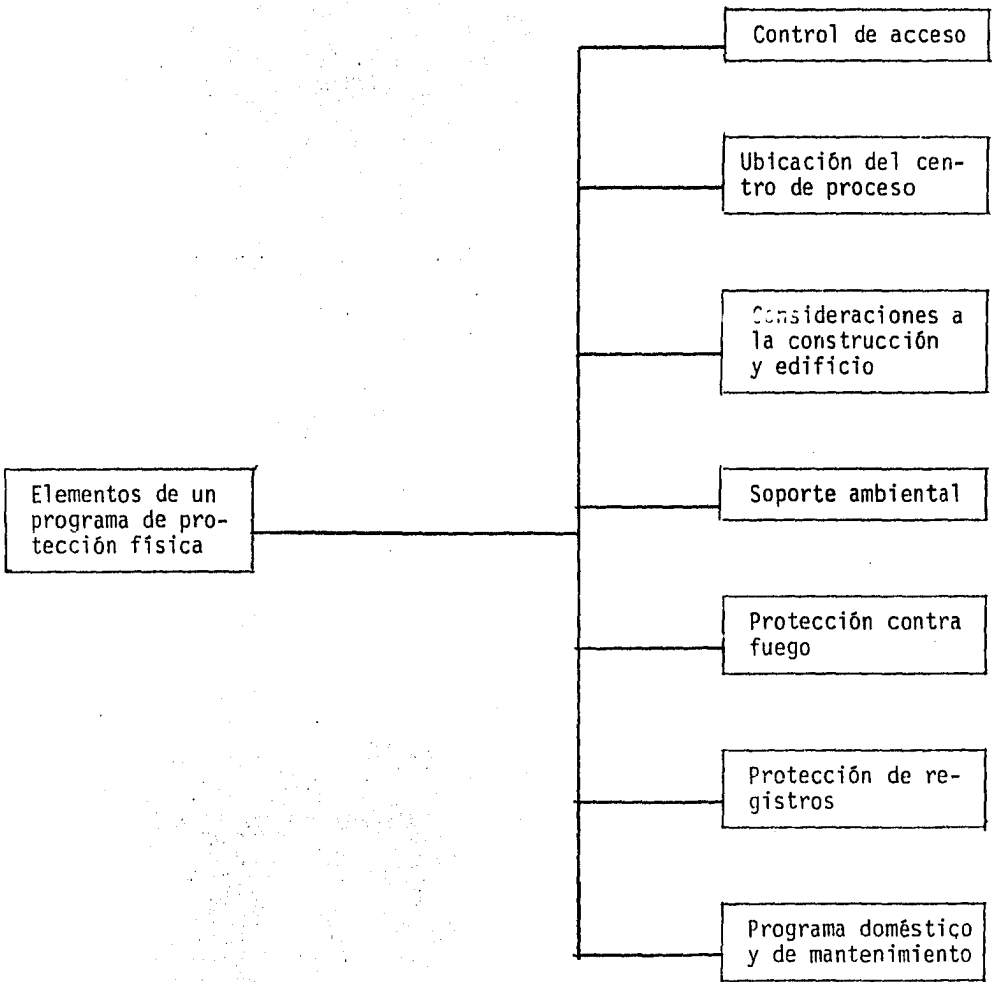 Control de acceso
Ubicación del cen-
tro de proceso
Consideraciones a
la construcción
y edificio
Elementos de un
programa de pro-
tección física
Soporte ambiental
Protección contra
fuego
Protección de re-
gistros
Programa doméstico
y de mantenimiento